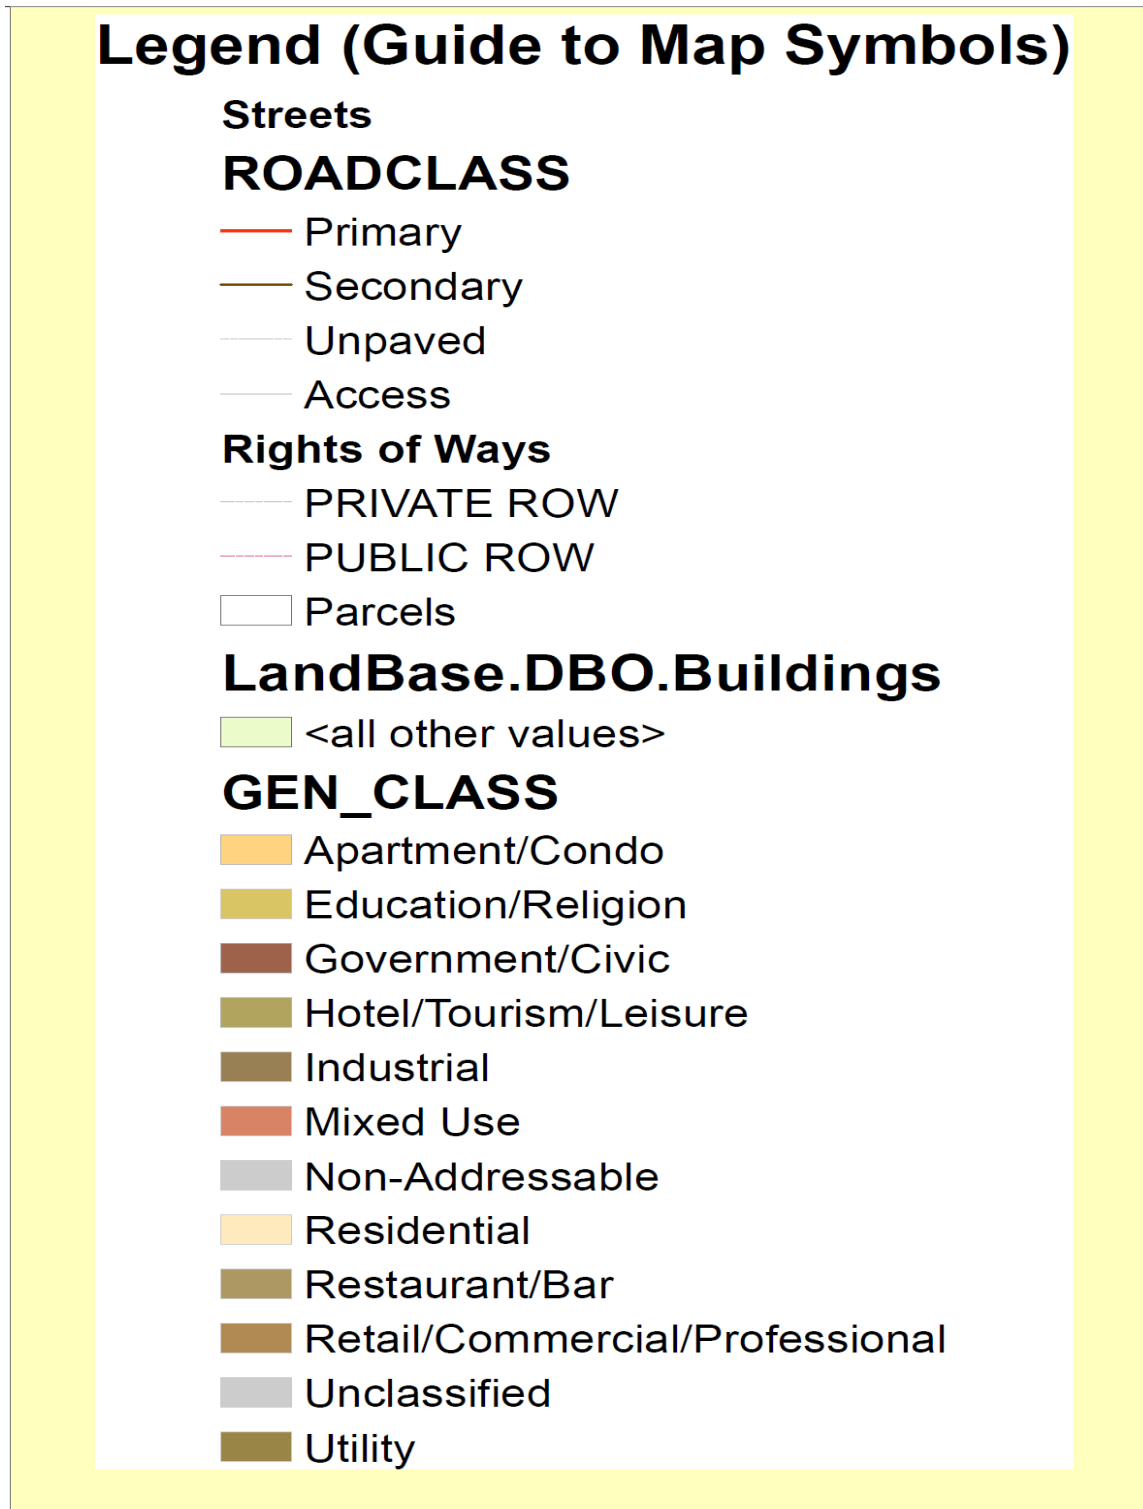 Legend (Guide to Map Symbols)
Streets
ROADCLASS
Primary
Secondary
Unpaved
Access
Rights of Ways
PRIVATE ROW
PUBLIC ROW
Parcels
LandBase.DBO.Buildings
<all other values>
GEN_CLASS
Apartment/Condo
Education/Religion
Government/Civic
Hotel/Tourism/Leisure
Industrial
Mixed Use
Non-Addressable
Residential
Restaurant/Bar
Retail/Commercial/Professional
Unclassified
Utility